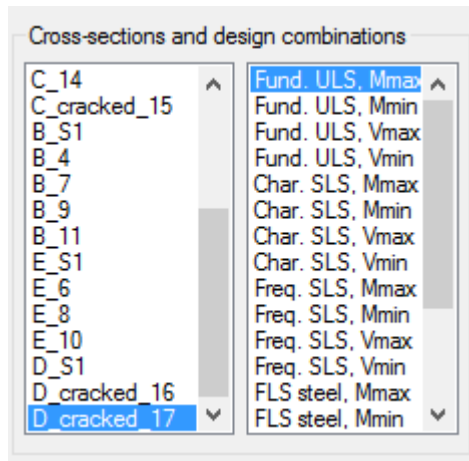 Cross-sections and design combinations
C_14
C_cracked_15
B_S1
B_4
B_7
B_9
B_11
E_S1
E_6
E_8
E_10
D_S1
D_cracked_16
D_cracked_17
Fund. ULS, Mmax
Fund. ULS, Mmin
Fund. ULS, Vmax
Fund. ULS, Vmin
Char. SLS, Mmax
Char. SLS, Mmin
Char. SLS, Vmax
Char. SLS, Vmin
Freq. SLS, Mmax
Freq. SLS, Mmin
Freq. SLS, Vmax
Freq. SLS, Vmin
FLS steel, Mmax
FLS steel, Mmin